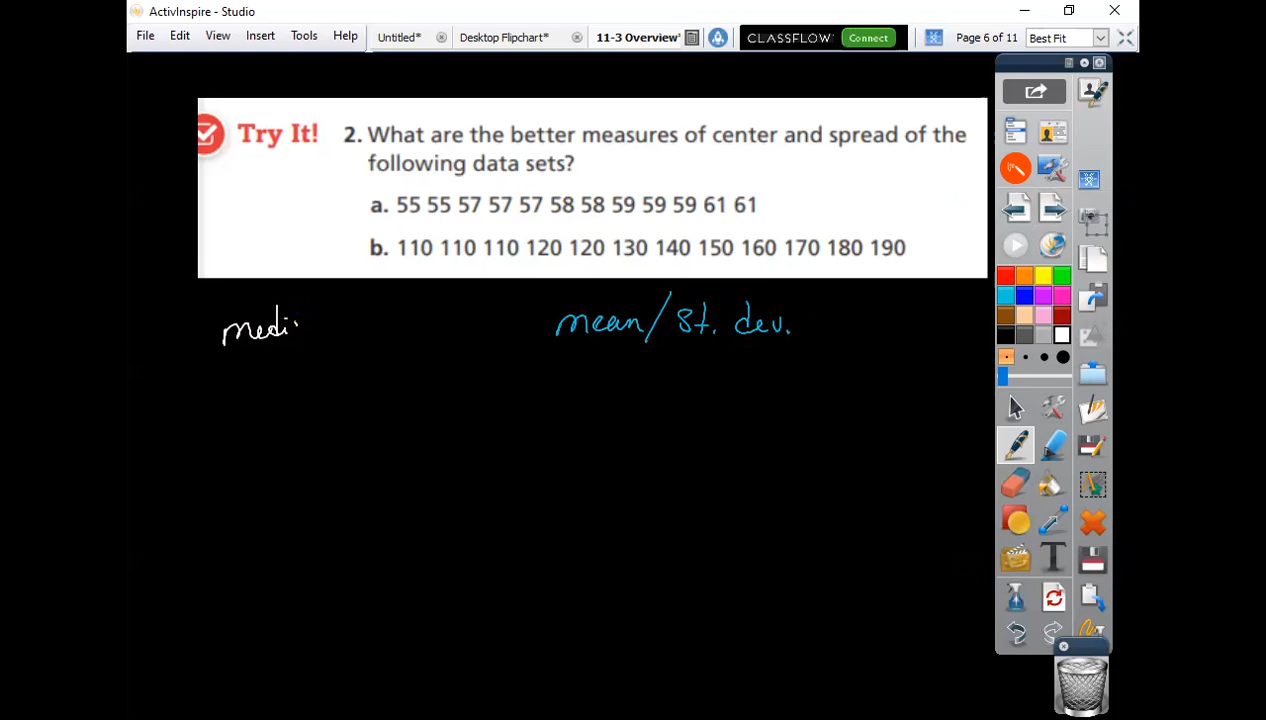 ActivInspire - Studio
File Edit View Insert Tools Help Untitled* Desktop Flipchart* 11-3 Overview* CLASSFLOW Connect Page 6 of 11 Best Fit
Try It! 2. What are the better measures of center and spread of the
following data sets?
a. 55 55 57 57 57 58 58 59 59 59 61 61
b. 110 110 110 120 120 130 140 150 160 170 180 190
medi mean/st. dev.